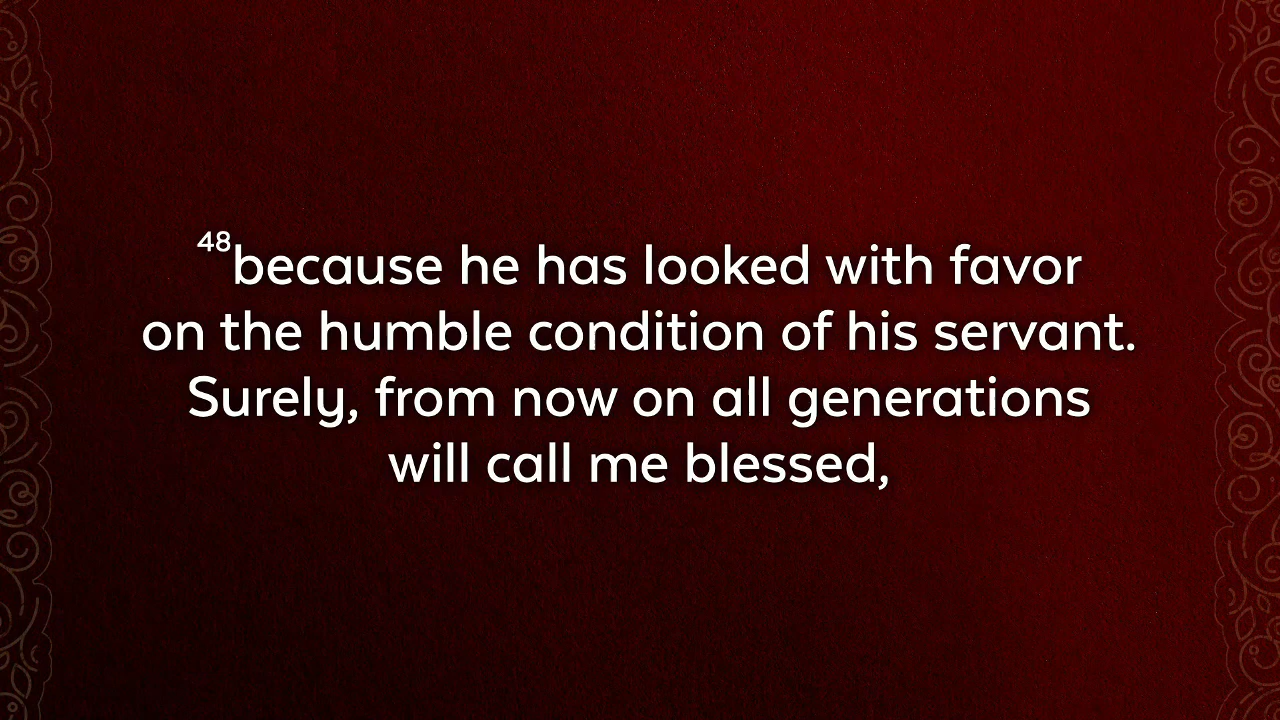 48because he has looked with favor
on the humble condition of his servant.
Surely, from now on all generations
will call me blessed,